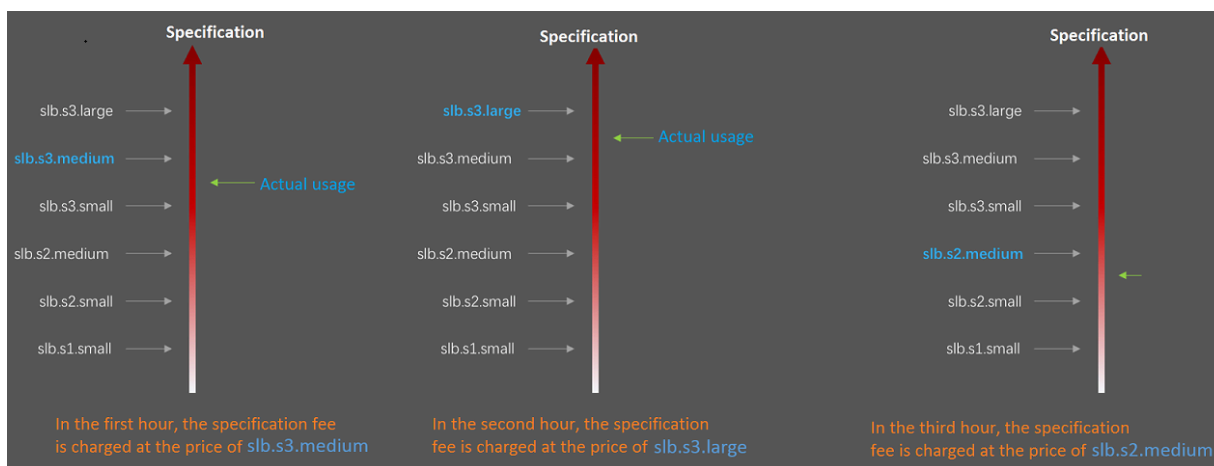 Specification
slb.s3.large
slb.s3.medium
Actual usage
slb.s3.small
slb.s2.medium
slb.s2.small
slb.s1.small
In the first hour, the specification fee
is charged at the price of slb.s3.medium
Specification
slb.s3.large
Actual usage
slb.s3.medium
slb.s3.small
slb.s2.medium
slb.s2.small
slb.s1.small
In the second hour, the specification
fee is charged at the price of slb.s3.large
Specification
slb.s3.large
slb.s3.medium
slb.s3.small
slb.s2.medium
slb.s2.small
slb.s1.small
In the third hour, the specification
fee is charged at the price of slb.s2.medium